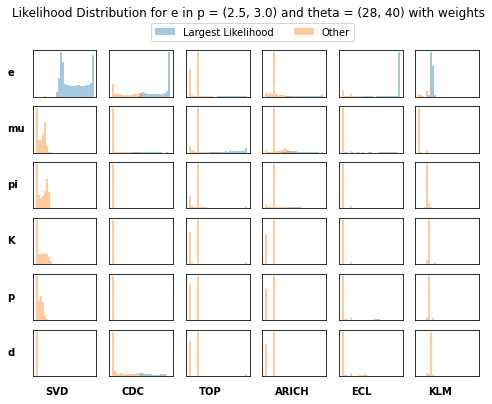 Likelihood Distribution for e in p = (2.5, 3.0) and theta = (28, 40) with weights
Largest Likelihood Other
e
mu
pi
K
p
d
SVD CDC TOP ARICH ECL KLM